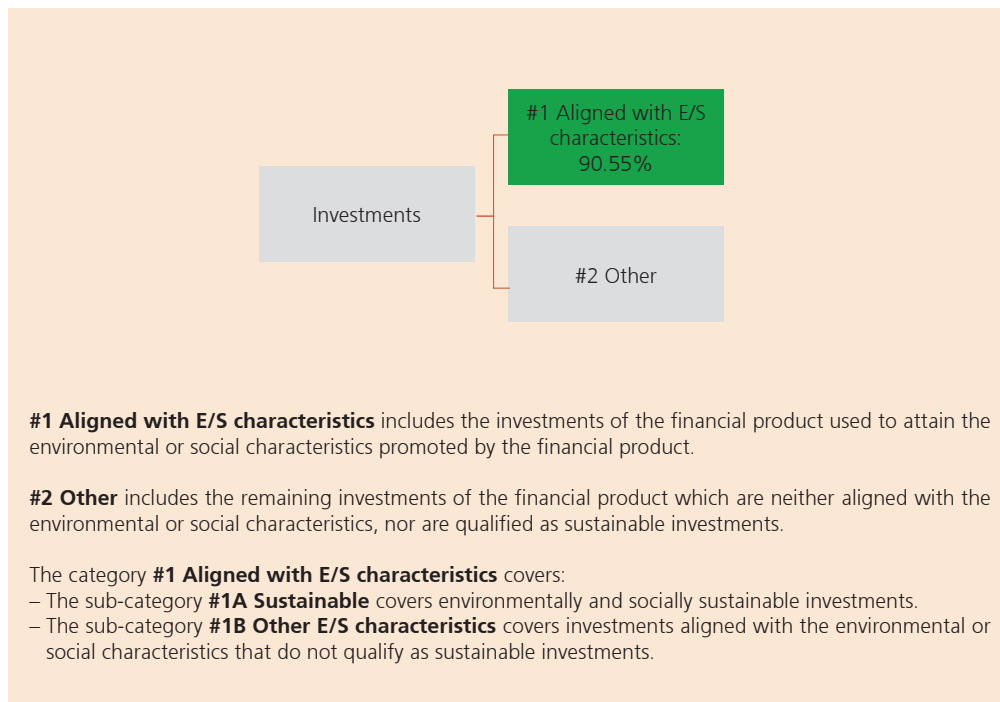 #1 Aligned with E/S
characteristics:
90.55%
Investments
#2 Other
#1 Aligned with E/S characteristics includes the investments of the financial product used to attain the
environmental or social characteristics promoted by the financial product.
#2 Other includes the remaining investments of the financial product which are neither aligned with the
environmental or social characteristics, nor are qualified as sustainable investments.
The category #1 Aligned with E/S characteristics covers:
– The sub-category #1A Sustainable covers environmentally and socially sustainable investments.
– The sub-category #1B Other E/S characteristics covers investments aligned with the environmental or
social characteristics that do not qualify as sustainable investments.